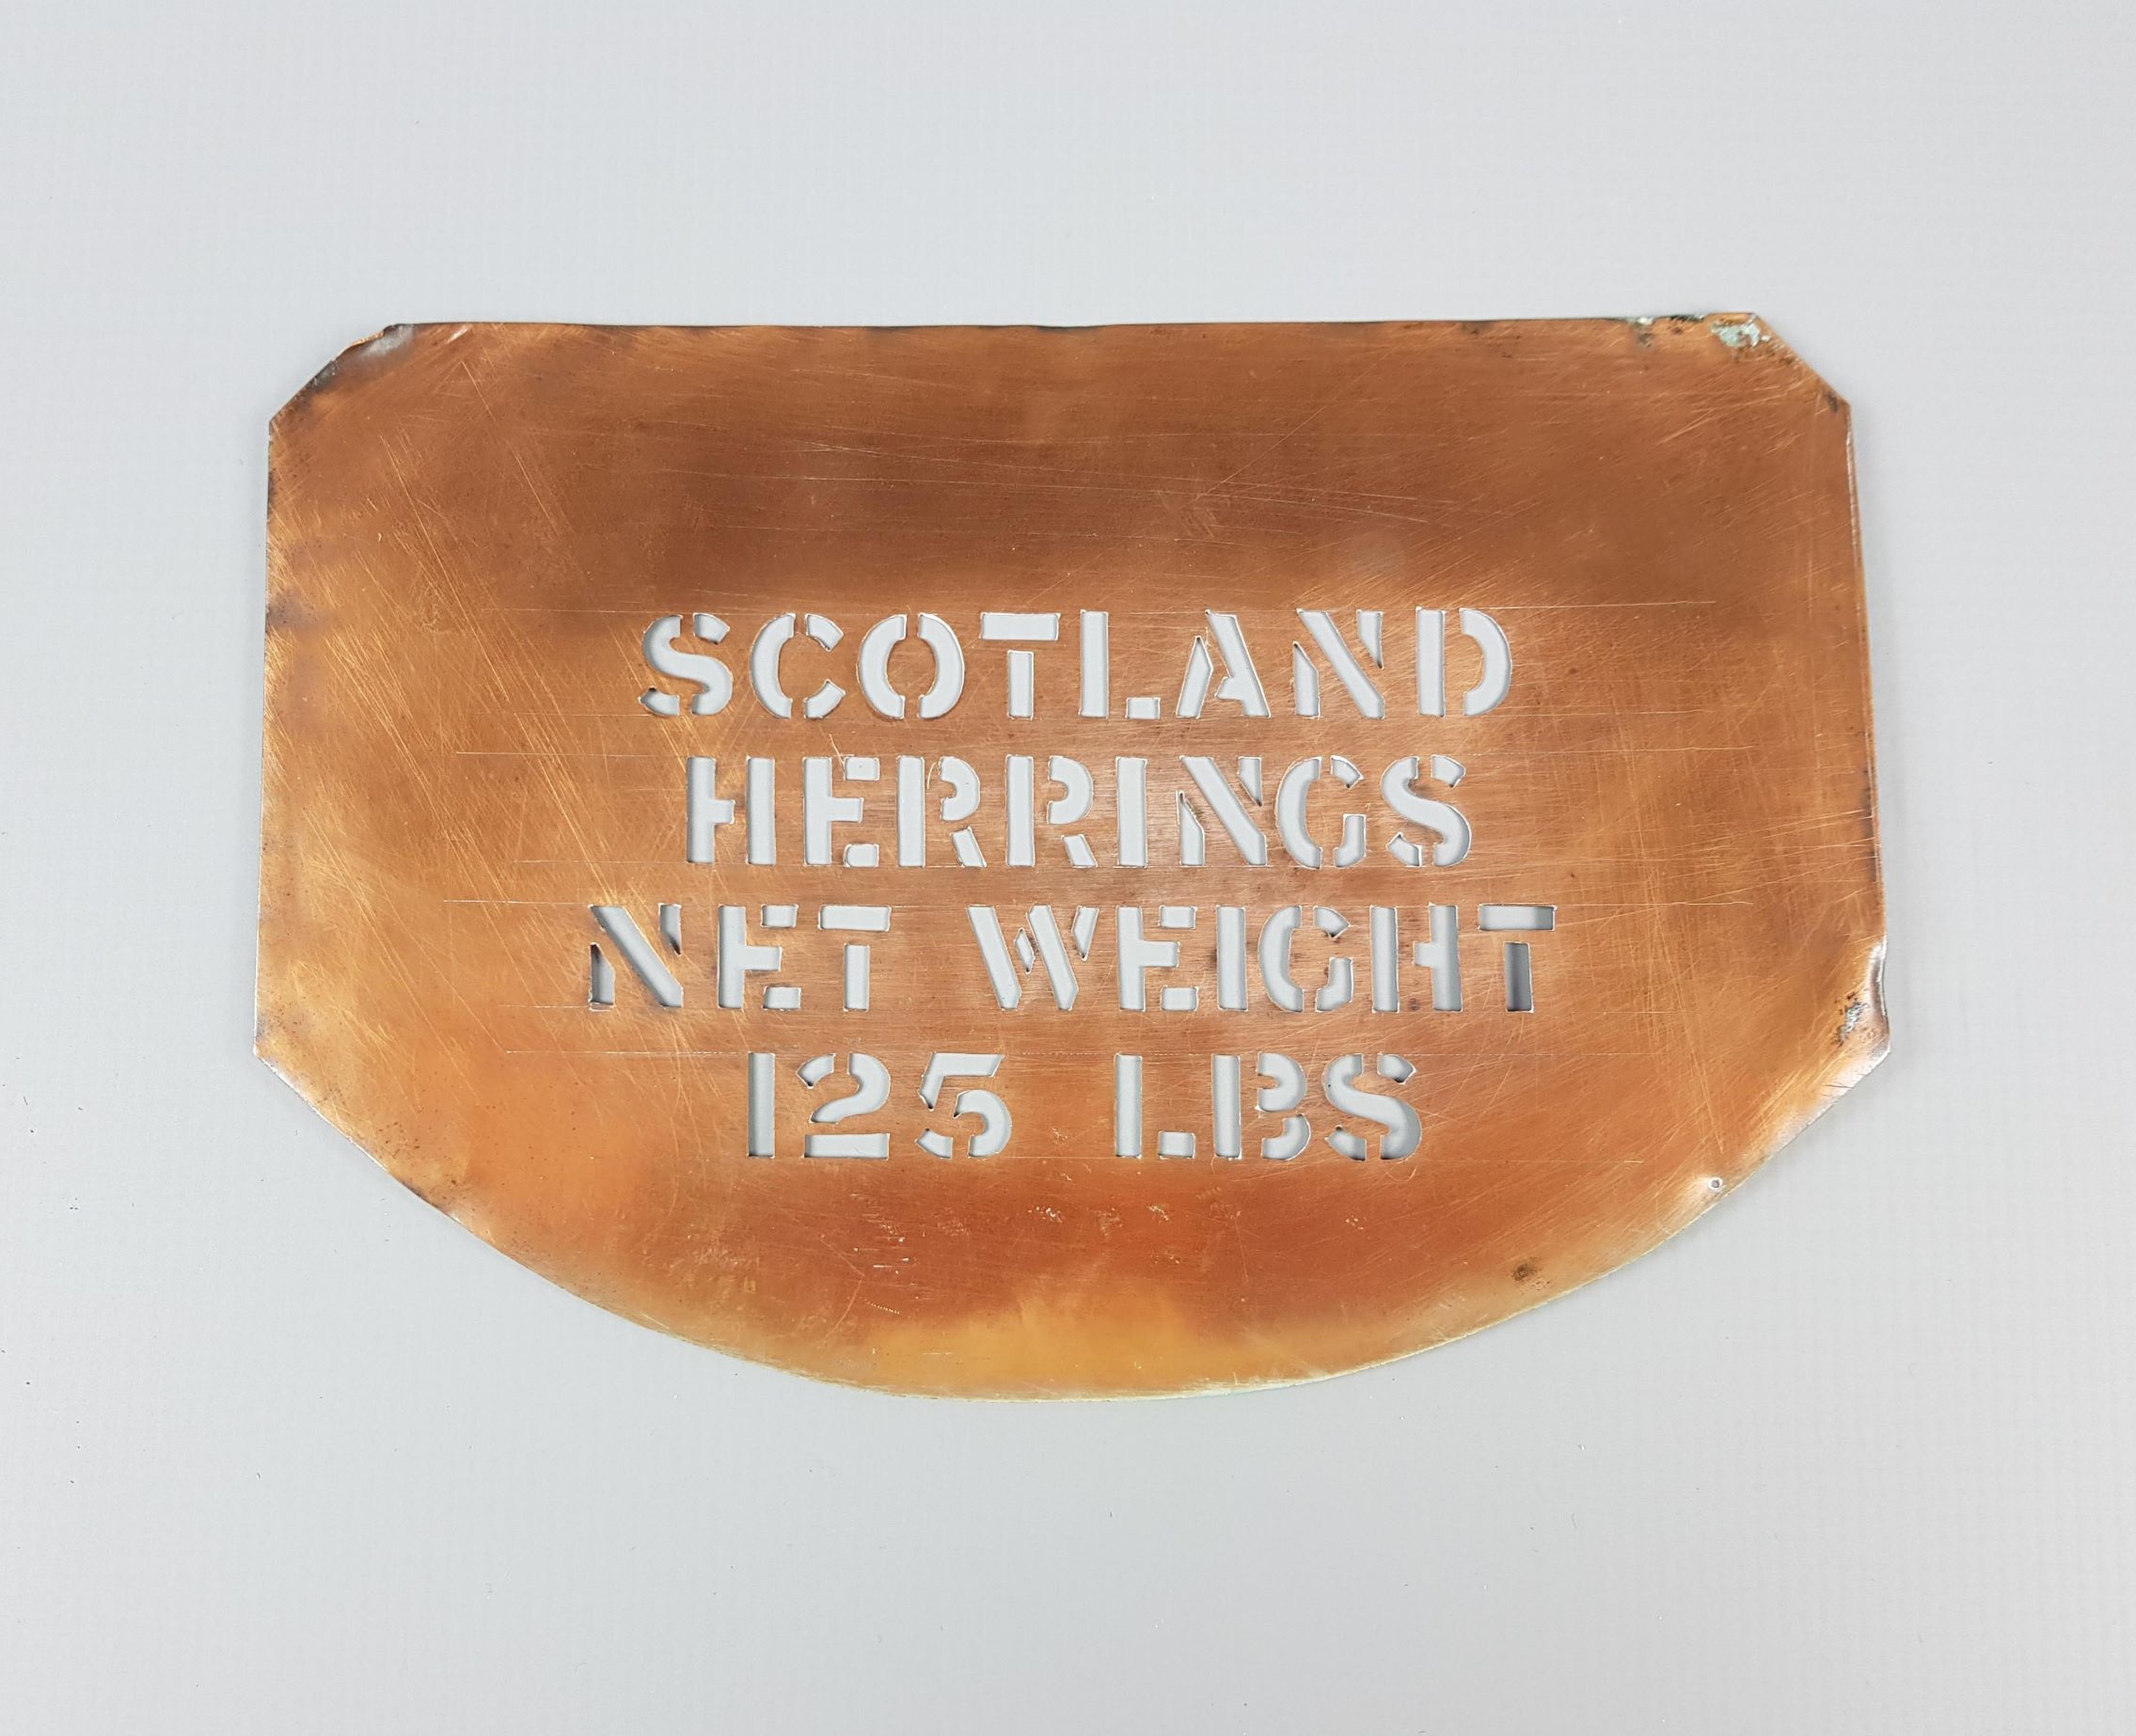 SCOTLAND
HERRINGS
NET WEIGHT
125 LBS